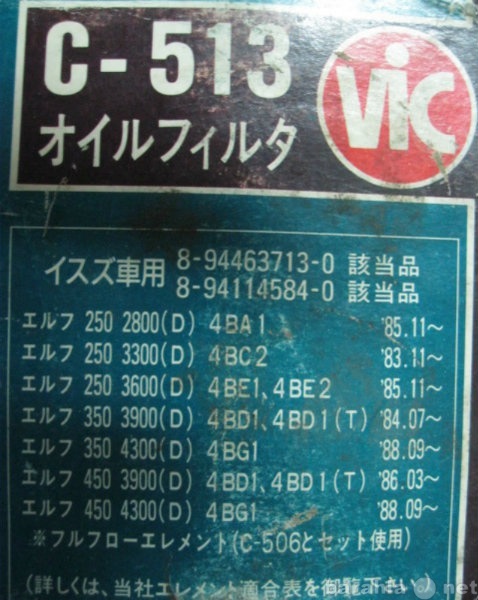 C-513
ViC
オイルフィルタ
イスズ車用 8-94463713-0 該当品
8-94114584-0 該当品
エルフ 250 2800(D) 4BA1 '85.11～
エルフ 250 3300(D) 4BC2 '83.11～
エルフ 250 3600(D) 4BE1、4BE2 '85.11～
エルフ 350 3900(D) 4BD1、4BD1(T) '84.07～
エルフ 350 4300(D) 4BG1 '88.09～
エルフ 450 3900(D) 4BD1、4BD1(T) '86.03～
エルフ 450 4300(D) 4BG1 '88.09～
※フルフローエレメント(C-506とセット使用)
(詳しくは、当社エレメント適合表を御覧下さい)